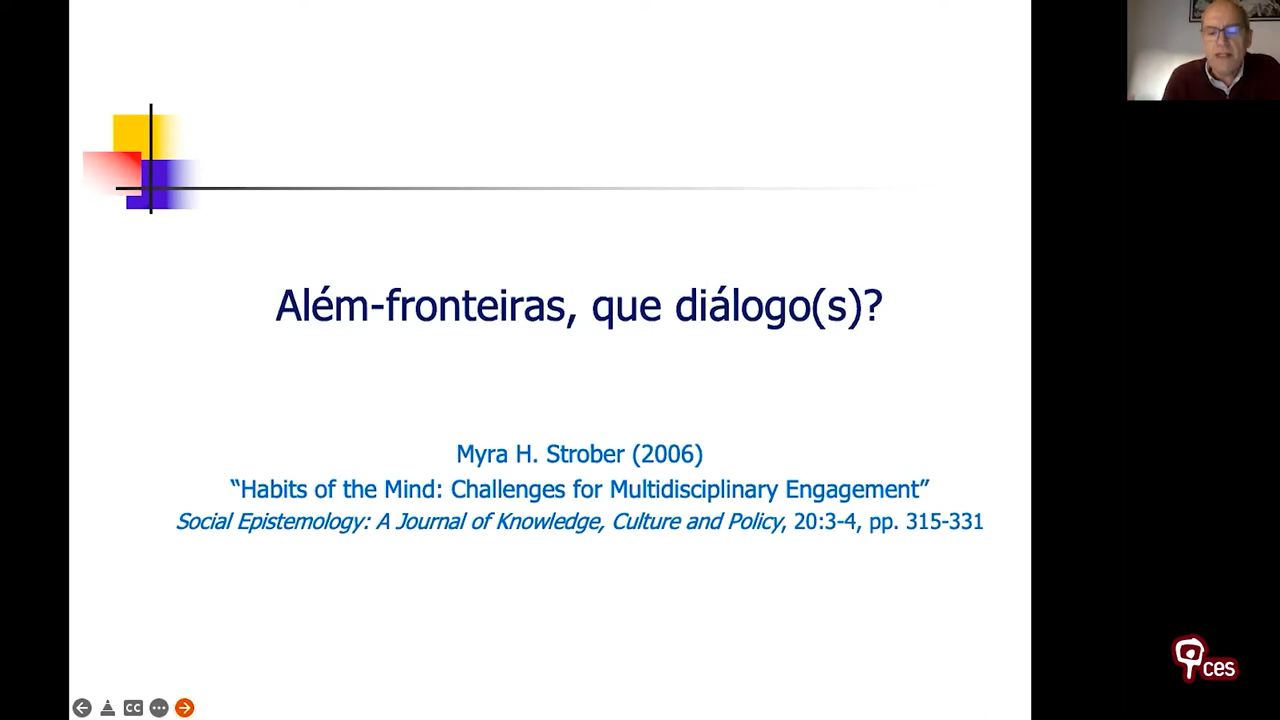 Além-fronteiras, que diálogo(s)?
Myra H. Strober (2006)
“Habits of the Mind: Challenges for Multidisciplinary Engagement”
Social Epistemology: A Journal of Knowledge, Culture and Policy, 20:3-4, pp. 315-331
CC
ces